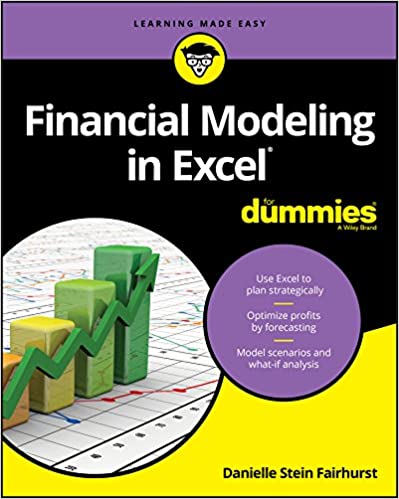 LEARNING MADE EASY
Financial Modeling
in Excel®
for
dummies®
A Wiley Brand
Use Excel to
plan strategically
Optimize profits
by forecasting
Model scenarios and
what-if analysis
Danielle Stein Fairhurst